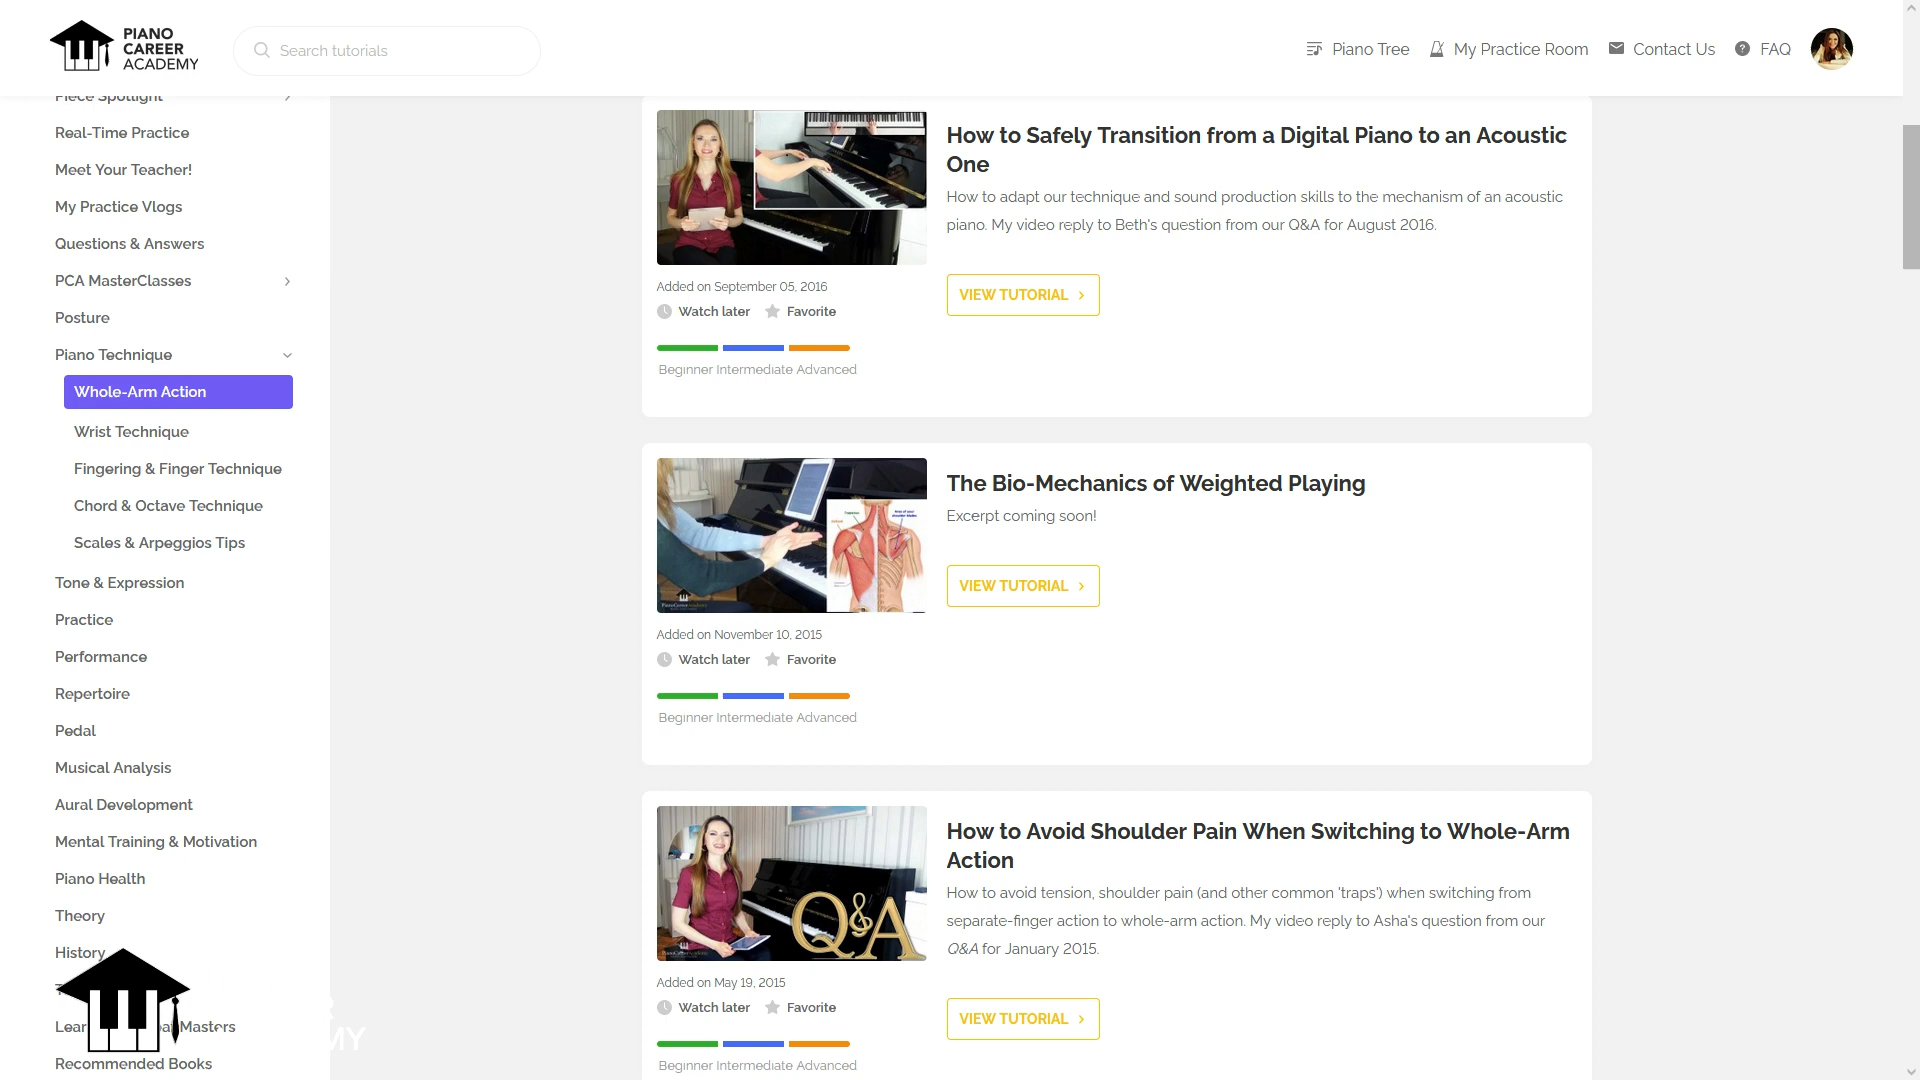 PIANO
CAREER
ACADEMY
Search tutorials
Piano Tree
My Practice Room
Contact Us
FAQ
Piece Spotlight
Real-Time Practice
Meet Your Teacher!
My Practice Vlogs
Questions & Answers
PCA MasterClasses
Posture
Piano Technique
Whole-Arm Action
Wrist Technique
Fingering & Finger Technique
Chord & Octave Technique
Scales & Arpeggios Tips
Tone & Expression
Practice
Performance
Repertoire
Pedal
Musical Analysis
Aural Development
Mental Training & Motivation
Piano Health
Theory
History
Masters
Recommended Books
How to Safely Transition from a Digital Piano to an Acoustic
One
How to adapt our technique and sound production skills to the mechanism of an acoustic
piano. My video reply to Beth's question from our Q&A for August 2016.
VIEW TUTORIAL
Added on September 05, 2016
Watch later Favorite
Beginner Intermediate Advanced
The Bio-Mechanics of Weighted Playing
Excerpt coming soon!
VIEW TUTORIAL
Added on November 10, 2015
Watch later Favorite
Beginner Intermediate Advanced
Q&A
How to Avoid Shoulder Pain When Switching to Whole-Arm
Action
How to avoid tension, shoulder pain (and other common 'traps') when switching from
separate-finger action to whole-arm action. My video reply to Asha's question from our
Q&A for January 2015.
VIEW TUTORIAL
Added on May 19, 2015
Watch later Favorite
Beginner Intermediate Advanced